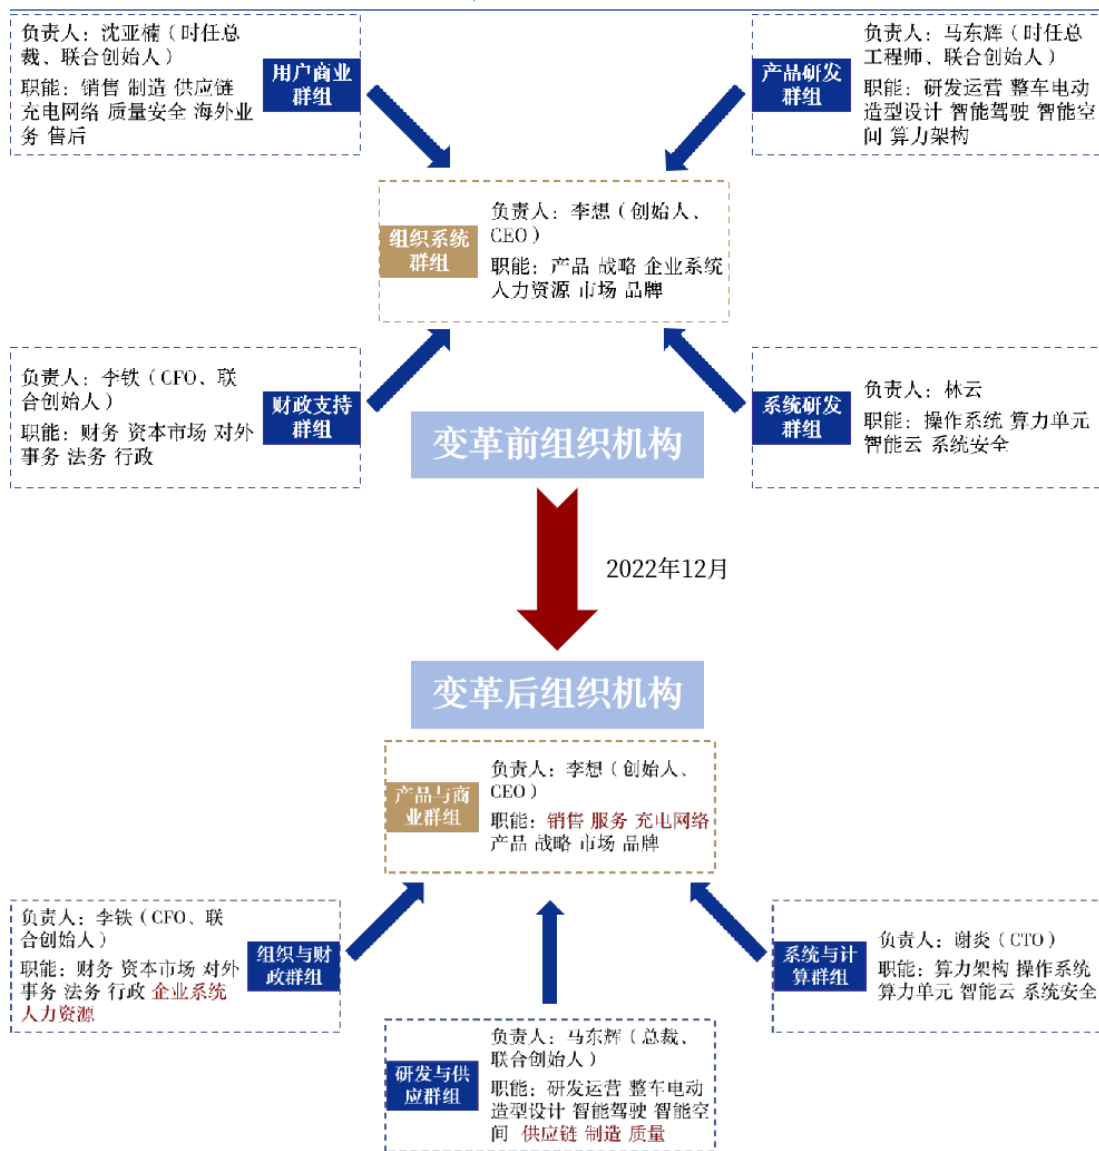 负责人：沈亚楠（时任总
裁、联合创始人）
职能：销售 制造 供应链
充电网络 质量安全 海外业
务 售后
用户商业
群组
产品研发
群组
负责人：马东辉（时任总
工程师、联合创始人）
职能：研发运营 整车电动
造型设计 智能驾驶 智能空
间 算力架构
组织系统
群组
负责人：李想（创始人、
CEO）
职能：产品 战略 企业系统
人力资源 市场 品牌
负责人：李铁（CFO、联
合创始人）
职能：财务 资本市场 对外
事务 法务 行政
财政支持
群组
系统研发
群组
负责人：林云
职能：操作系统 算力单元
智能云 系统安全
变革前组织机构
2022年12月
变革后组织机构
产品与商
业群组
负责人：李想（创始人、
CEO）
职能：销售 服务 充电网络
产品 战略 市场 品牌
负责人：李铁（CFO、联
合创始人）
职能：财务 资本市场 对外
事务 法务 行政 企业系统
人力资源
组织与财
政群组
系统与计
算群组
负责人：谢炎（CTO）
职能：算力架构 操作系统
算力单元 智能云 系统安全
研发与供
应群组
负责人：马东辉（总裁、
联合创始人）
职能：研发运营 整车电动
造型设计 智能驾驶 智能空
间 供应链 制造 质量